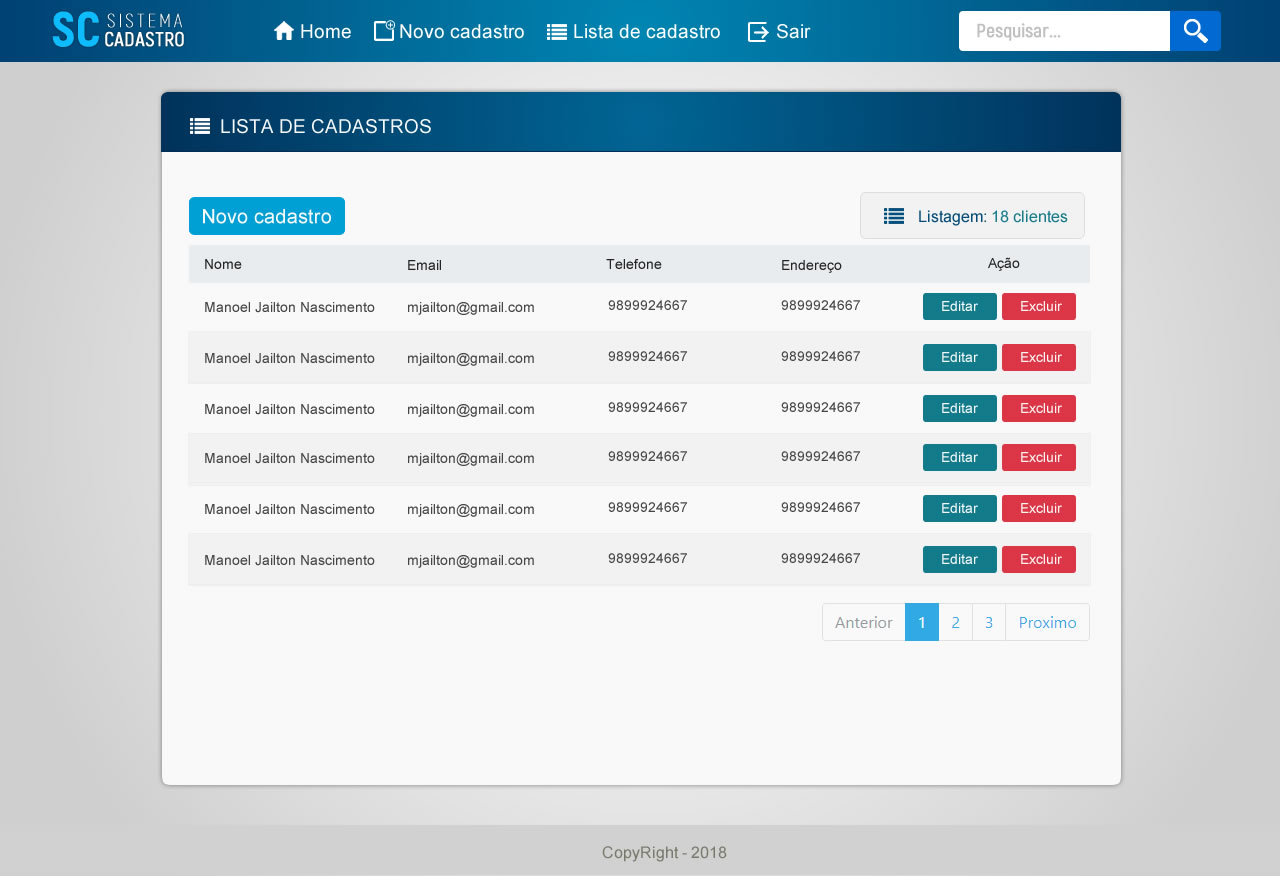 SC SISTEMA CADASTRO
Home Novo cadastro Lista de cadastro Sair Pesquisar...
LISTA DE CADASTROS
Novo cadastro Listagem: 18 clientes
Nome Email Telefone Endereço Ação
Manoel Jailton Nascimento mjailton@gmail.com 9899924667 9899924667 Editar Excluir
Manoel Jailton Nascimento mjailton@gmail.com 9899924667 9899924667 Editar Excluir
Manoel Jailton Nascimento mjailton@gmail.com 9899924667 9899924667 Editar Excluir
Manoel Jailton Nascimento mjailton@gmail.com 9899924667 9899924667 Editar Excluir
Manoel Jailton Nascimento mjailton@gmail.com 9899924667 9899924667 Editar Excluir
Manoel Jailton Nascimento mjailton@gmail.com 9899924667 9899924667 Editar Excluir
Anterior 1 2 3 Proximo
CopyRight - 2018